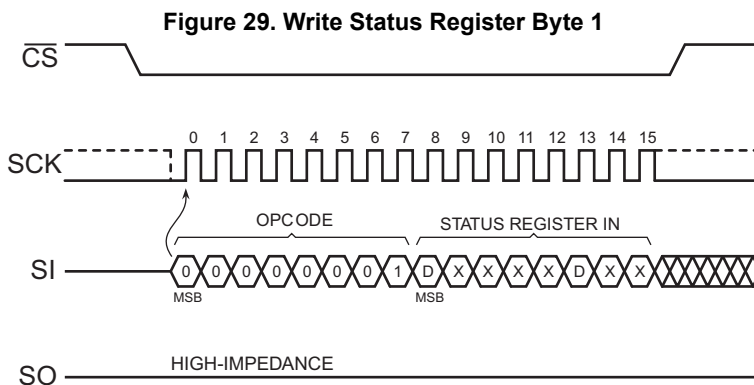 Figure 29. Write Status Register Byte 1
CS
0 1 2 3 4 5 6 7 8 9 10 11 12 13 14 15
SCK
OPCODE STATUS REGISTER IN
SI 0 0 0 0 0 0 0 1 D X X X X D X X
MSB MSB
HIGH-IMPEDANCE
SO